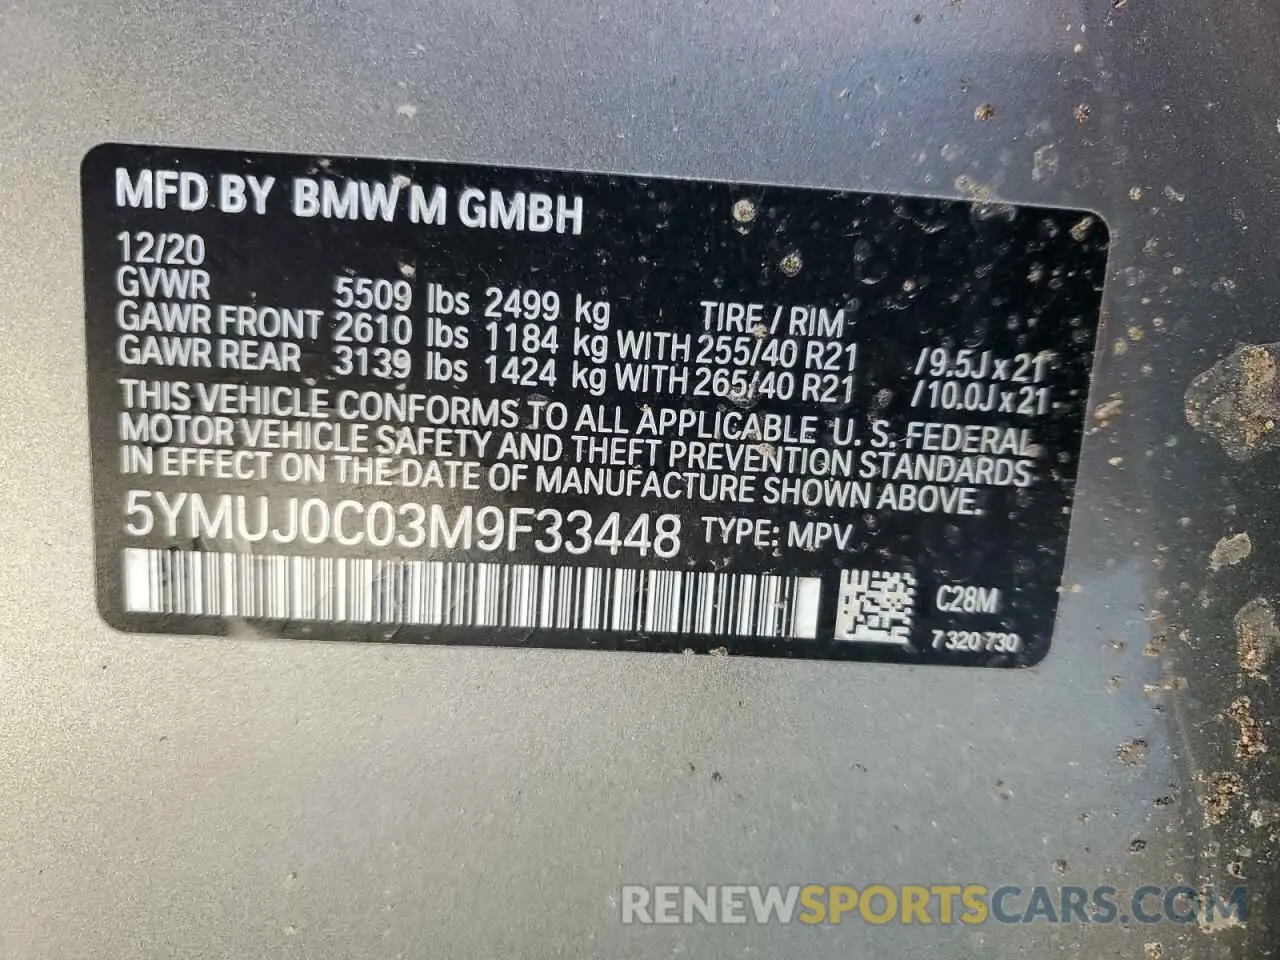 MFD BY BMW M GMBH
12/20
GVWR 5509 lbs 2499 kg TIRE / RIM
GAWR FRONT 2610 lbs 1184 kg WITH 255/40 R21 /9.5J x 21
GAWR REAR 3139 lbs 1424 kg WITH 265/40 R21 /10.0J x 21
THIS VEHICLE CONFORMS TO ALL APPLICABLE U. S. FEDERAL
MOTOR VEHICLE SAFETY AND THEFT PREVENTION STANDARDS
IN EFFECT ON THE DATE OF MANUFACTURE SHOWN ABOVE.
5YMUJ0C03M9F33448 TYPE: MPV
C28M
7 320 730
RENEWSPORTSCARS.COM